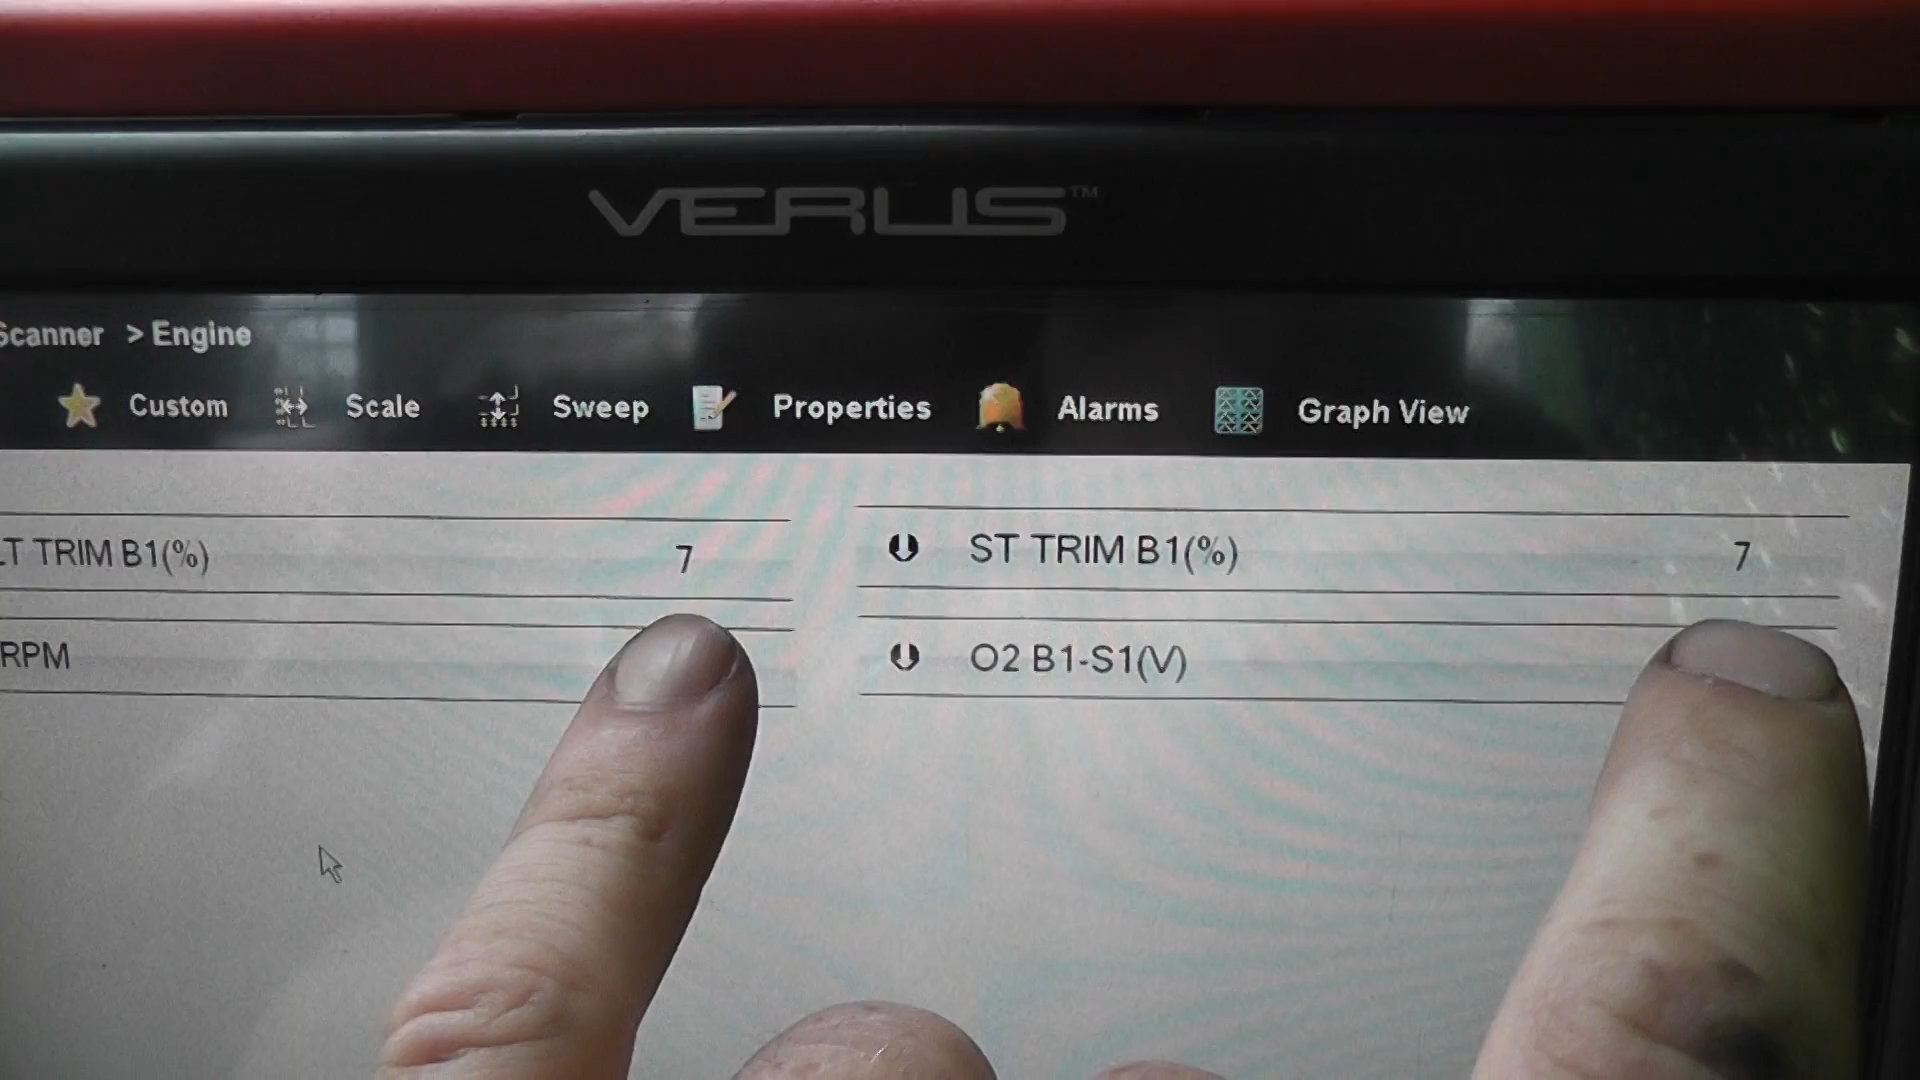 VERUS™
Scanner > Engine
Custom Scale Sweep Properties Alarms Graph View
LT TRIM B1(%) 7
ST TRIM B1(%) 7
RPM
O2 B1-S1(V)